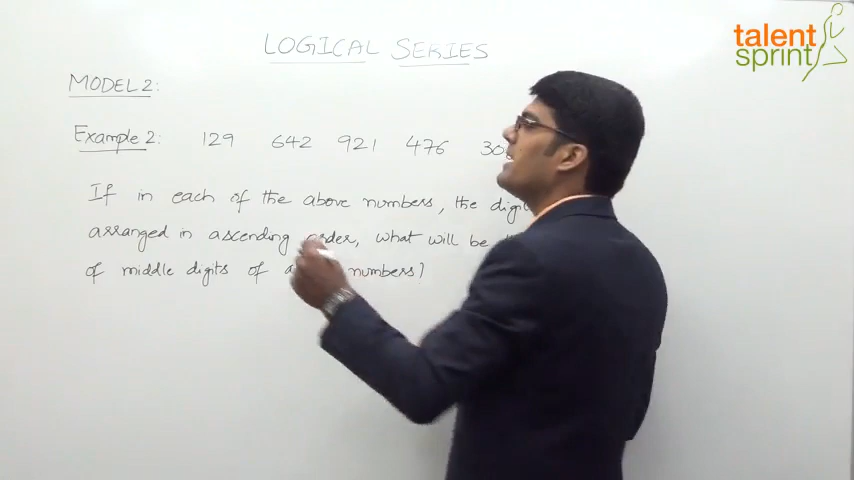 talent
sprint
LOGICAL SERIES
MODEL 2:
Example 2: 129 642 921 476
If in each of the above numbers, the
arranged in ascending order, what will be
of middle digits of numbers?